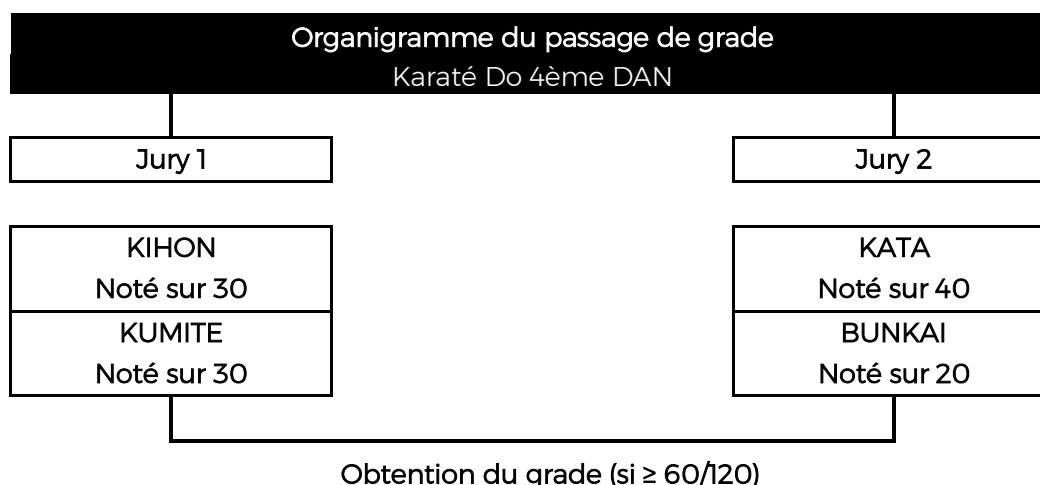 Organigramme du passage de grade
Karaté Do 4ème DAN
Jury 1
Jury 2
KIHON
Noté sur 30
KUMITE
Noté sur 30
KATA
Noté sur 40
BUNKAI
Noté sur 20
Obtention du grade (si ≥ 60/120)